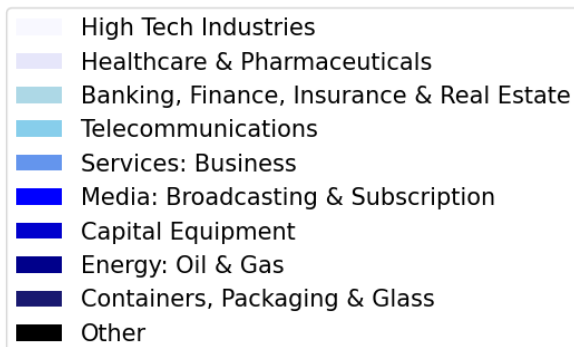 High Tech Industries
Healthcare & Pharmaceuticals
Banking, Finance, Insurance & Real Estate
Telecommunications
Services: Business
Media: Broadcasting & Subscription
Capital Equipment
Energy: Oil & Gas
Containers, Packaging & Glass
Other